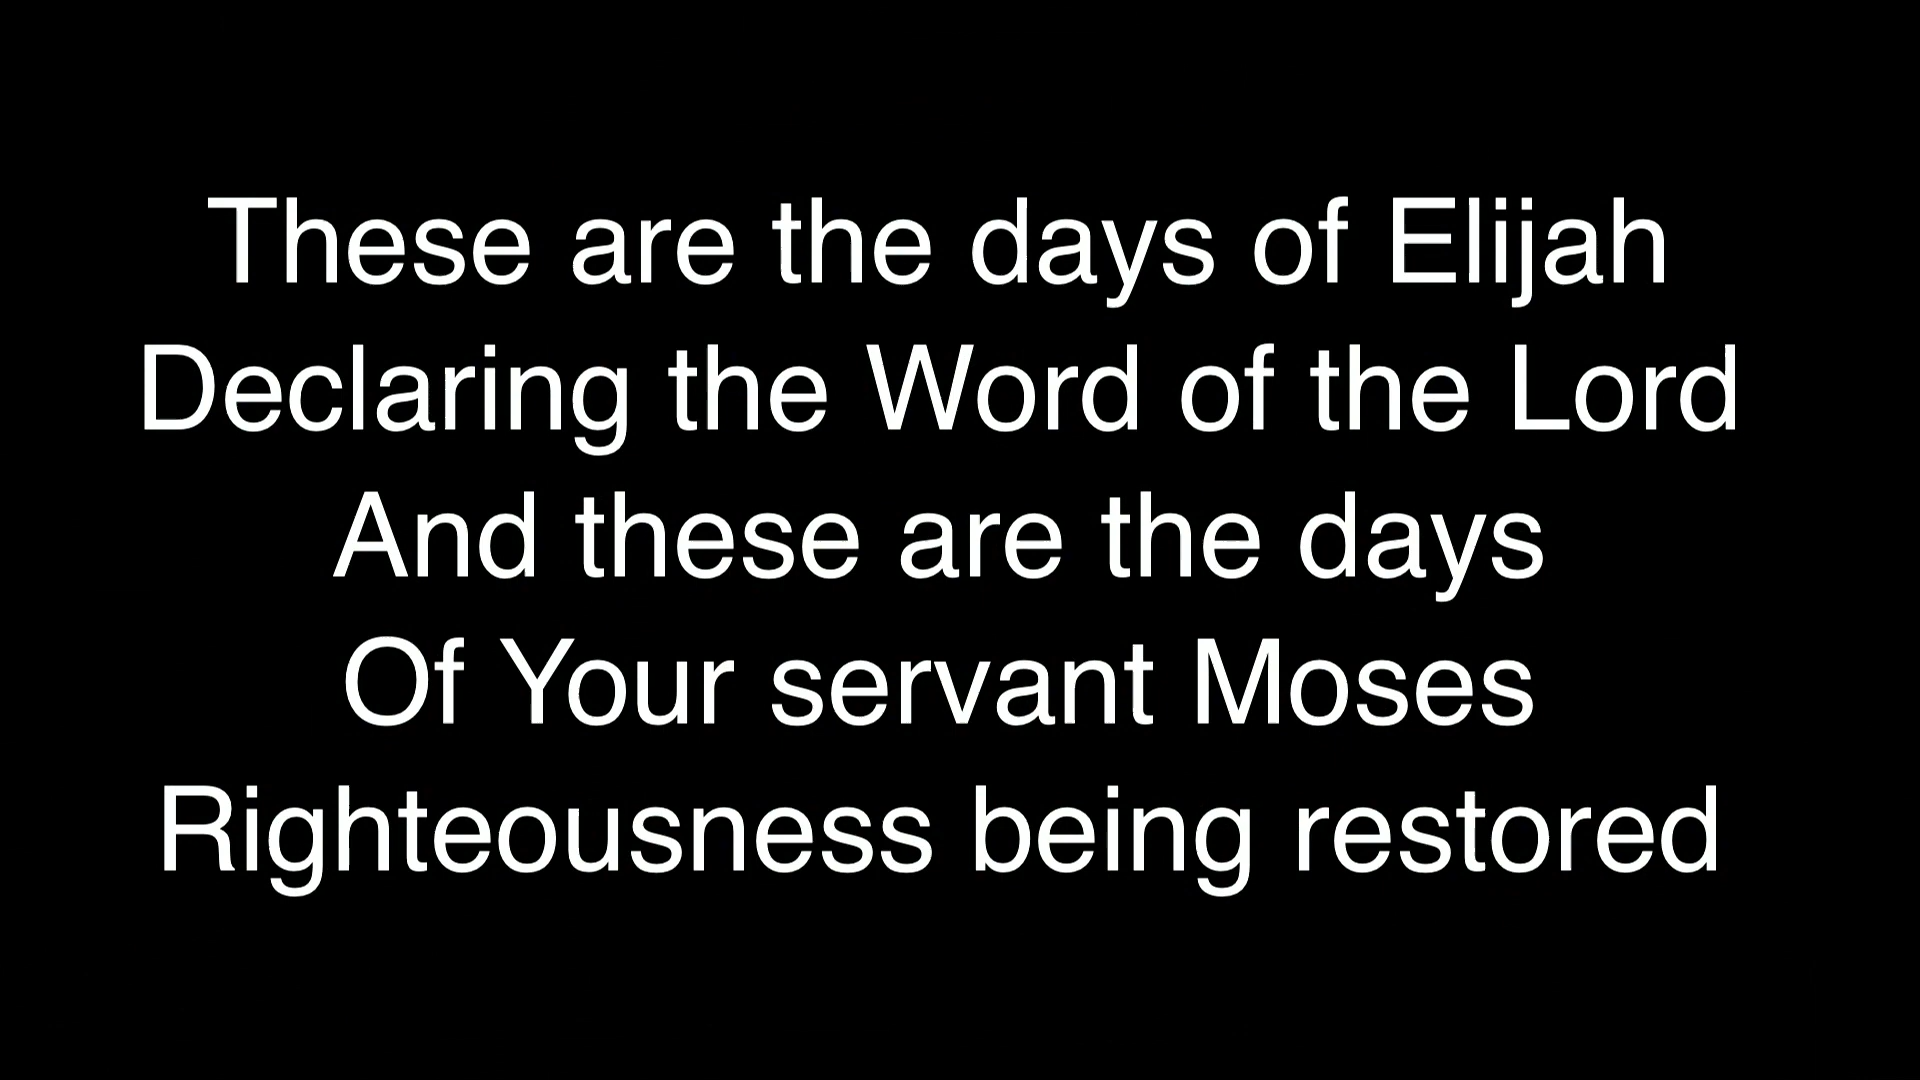 These are the days of Elijah
Declaring the Word of the Lord
And these are the days
Of Your servant Moses
Righteousness being restored